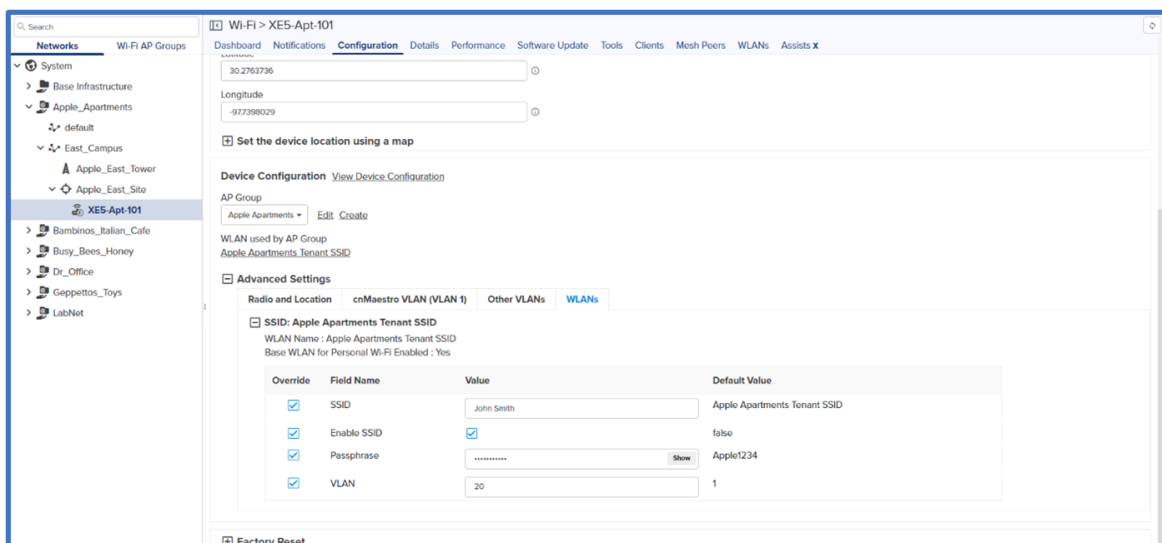 Search
Networks Wi-Fi AP Groups
System
Base Infrastructure
Apple_Apartments
default
East_Campus
Apple_East_Tower
Apple_East_Site
XE5-Apt-101
Bambinos_Italian_Cafe
Busy_Bees_Honey
Dr_Office
Geppettos_Toys
LabNet
Wi-Fi > XE5-Apt-101
Dashboard Notifications Configuration Details Performance Software Update Tools Clients Mesh Peers WLANs Assists X
Latitude
30.2763736
Longitude
-97.7398029
Set the device location using a map
Device Configuration View Device Configuration
AP Group
Apple Apartments Edit Create
WLAN used by AP Group
Apple Apartments Tenant SSID
Advanced Settings
Radio and Location cnMaestro VLAN (VLAN 1) Other VLANs WLANs
SSID: Apple Apartments Tenant SSID
WLAN Name : Apple Apartments Tenant SSID
Base WLAN for Personal Wi-Fi Enabled : Yes
Override Field Name Value Default Value
SSID John Smith Apple Apartments Tenant SSID
Enable SSID false
Passphrase ••••••••••• Show Apple1234
VLAN 20 1
Factory Reset